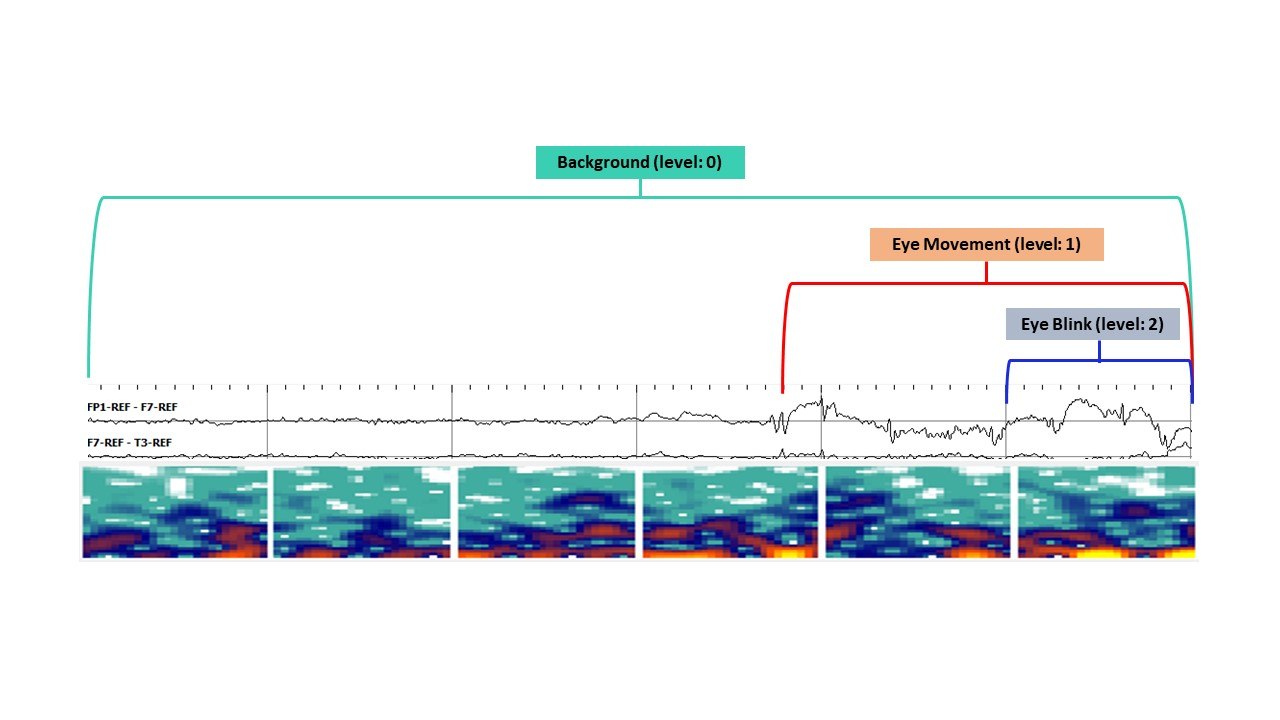 Background (level: 0)
Eye Movement (level: 1)
Eye Blink (level: 2)
FP1-REF - F7-REF
F7-REF - T3-REF